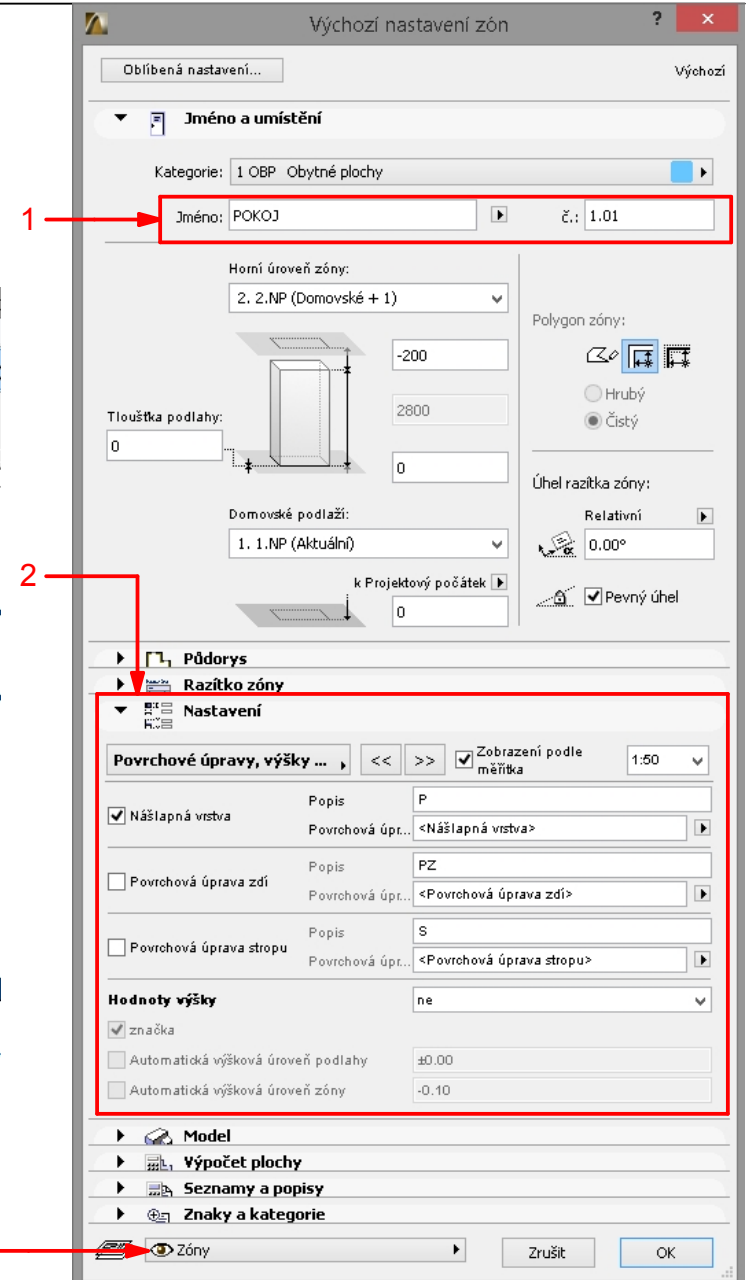 Výchozí nastavení zón
?
Oblíbená nastavení...
Výchozí
Jméno a umístění
Kategorie: 1 OBP Obytné plochy
1
Jméno: POKOJ č.: 1.01
Horní úroveň zóny:
2. 2.NP (Domovské + 1)
Polygon zóny:
-200
Hrubý
2800
Čistý
Tloušťka podlahy:
0
0
Úhel razítka zóny:
Relativní
Domovské podlaží:
1. 1.NP (Aktuální)
α 0.00°
2
k Projektový počátek
Pevný úhel
0
Půdorys
Razítko zóny
Nastavení
Povrchové úpravy, výšky ... << >> Zobrazení podle měřítka 1:50
Nášlapná vrstva
Popis P
Povrchová úpr... <Nášlapná vrstva>
Povrchová úprava zdí
Popis PZ
Povrchová úpr... <Povrchová úprava zdí>
Povrchová úprava stropu
Popis S
Povrchová úpr... <Povrchová úprava stropu>
Hodnoty výšky ne
značka
Automatická výšková úroveň podlahy ±0.00
Automatická výšková úroveň zóny -0.10
Model
Výpočet plochy
Seznamy a popisy
Znaky a kategorie
Zóny Zrušit OK